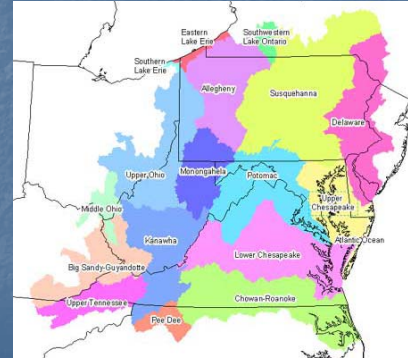 Eastern
Lake Erie
Southwestern
Lake Ontario
Southern
Lake Erie
Allegheny
Susquehanna
Delaware
Upper Ohio
Monongahela
Potomac
Upper
Chesapeake
Middle Ohio
Kanawha
Atlantic Ocean
Big Sandy-Guyandotte
Lower Chesapeake
Upper Tennessee
Chowan-Roanoke
Pee Dee